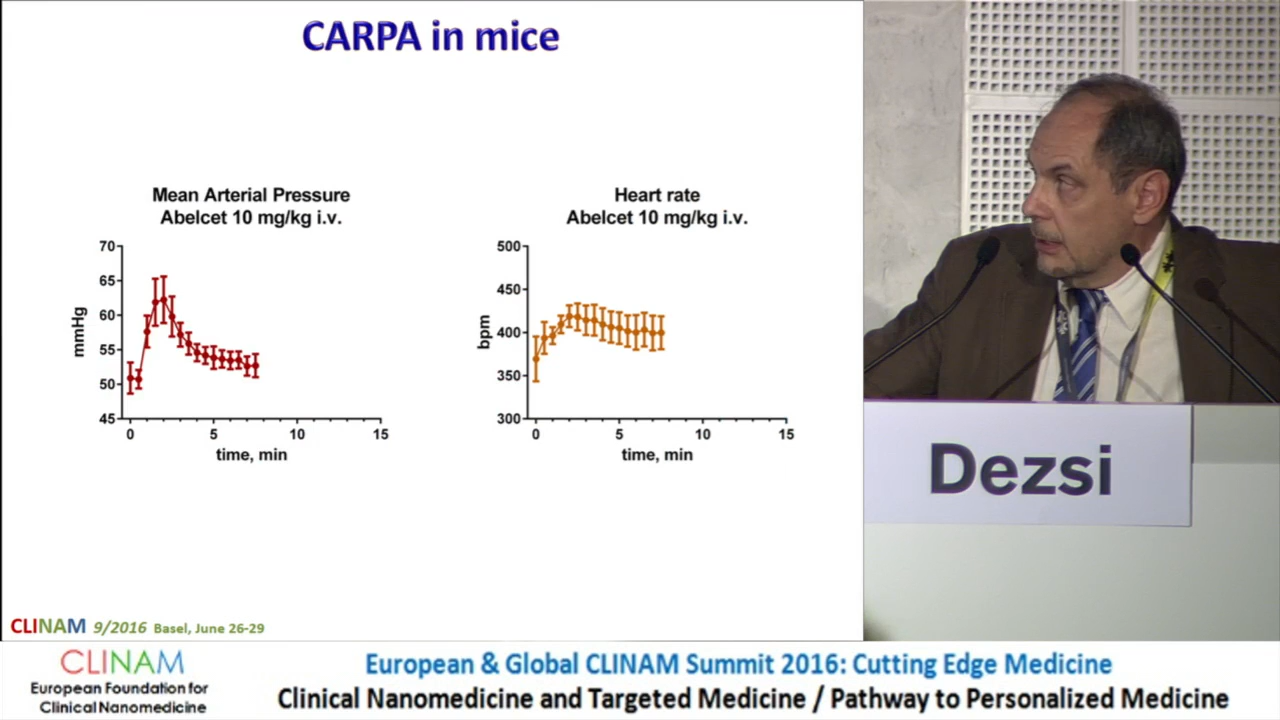 CARPA in mice
Mean Arterial Pressure
Abelcet 10 mg/kg i.v.
70
65
60
55
50
45
mmHg
0
5
10
15
time, min
Heart rate
Abelcet 10 mg/kg i.v.
500
450
400
350
300
bpm
0
5
10
15
time, min
Dezsi
CLINAM 9/2016 Basel, June 26-29
CLINAM
European Foundation for
Clinical Nanomedicine
European & Global CLINAM Summit 2016: Cutting Edge Medicine
Clinical Nanomedicine and Targeted Medicine / Pathway to Personalized Medicine